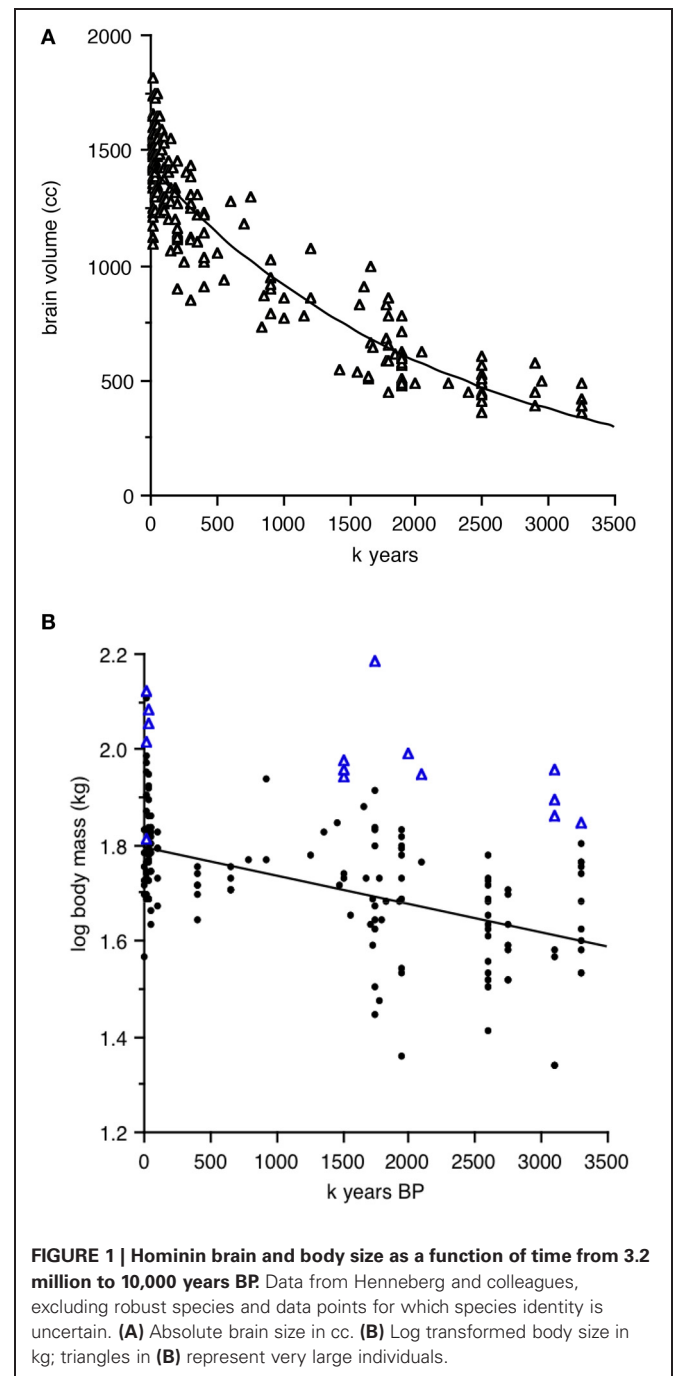 A
2000
1500
1000
500
0
brain volume (cc)
0 500 1000 1500 2000 2500 3000 3500
k years
B
2.2
2.0
1.8
1.6
1.4
1.2
log body mass (kg)
0 500 1000 1500 2000 2500 3000 3500
k years BP
FIGURE 1 | Hominin brain and body size as a function of time from 3.2
million to 10,000 years BP. Data from Henneberg and colleagues,
excluding robust species and data points for which species identity is
uncertain. (A) Absolute brain size in cc. (B) Log transformed body size in
kg; triangles in (B) represent very large individuals.